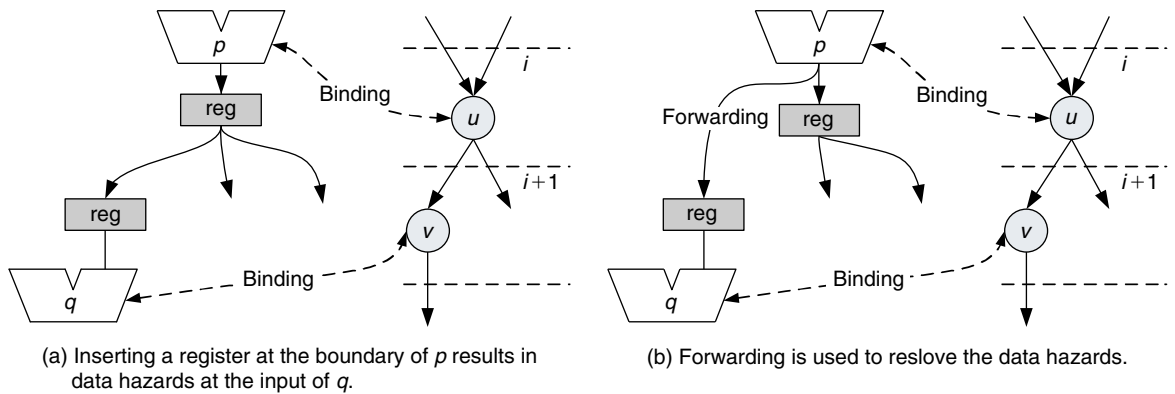 p
i
reg
Binding
u
i+1
reg
v
Binding
q
(a) Inserting a register at the boundary of p results in
data hazards at the input of q.
p
i
Forwarding
reg
Binding
u
i+1
reg
v
Binding
q
(b) Forwarding is used to reslove the data hazards.